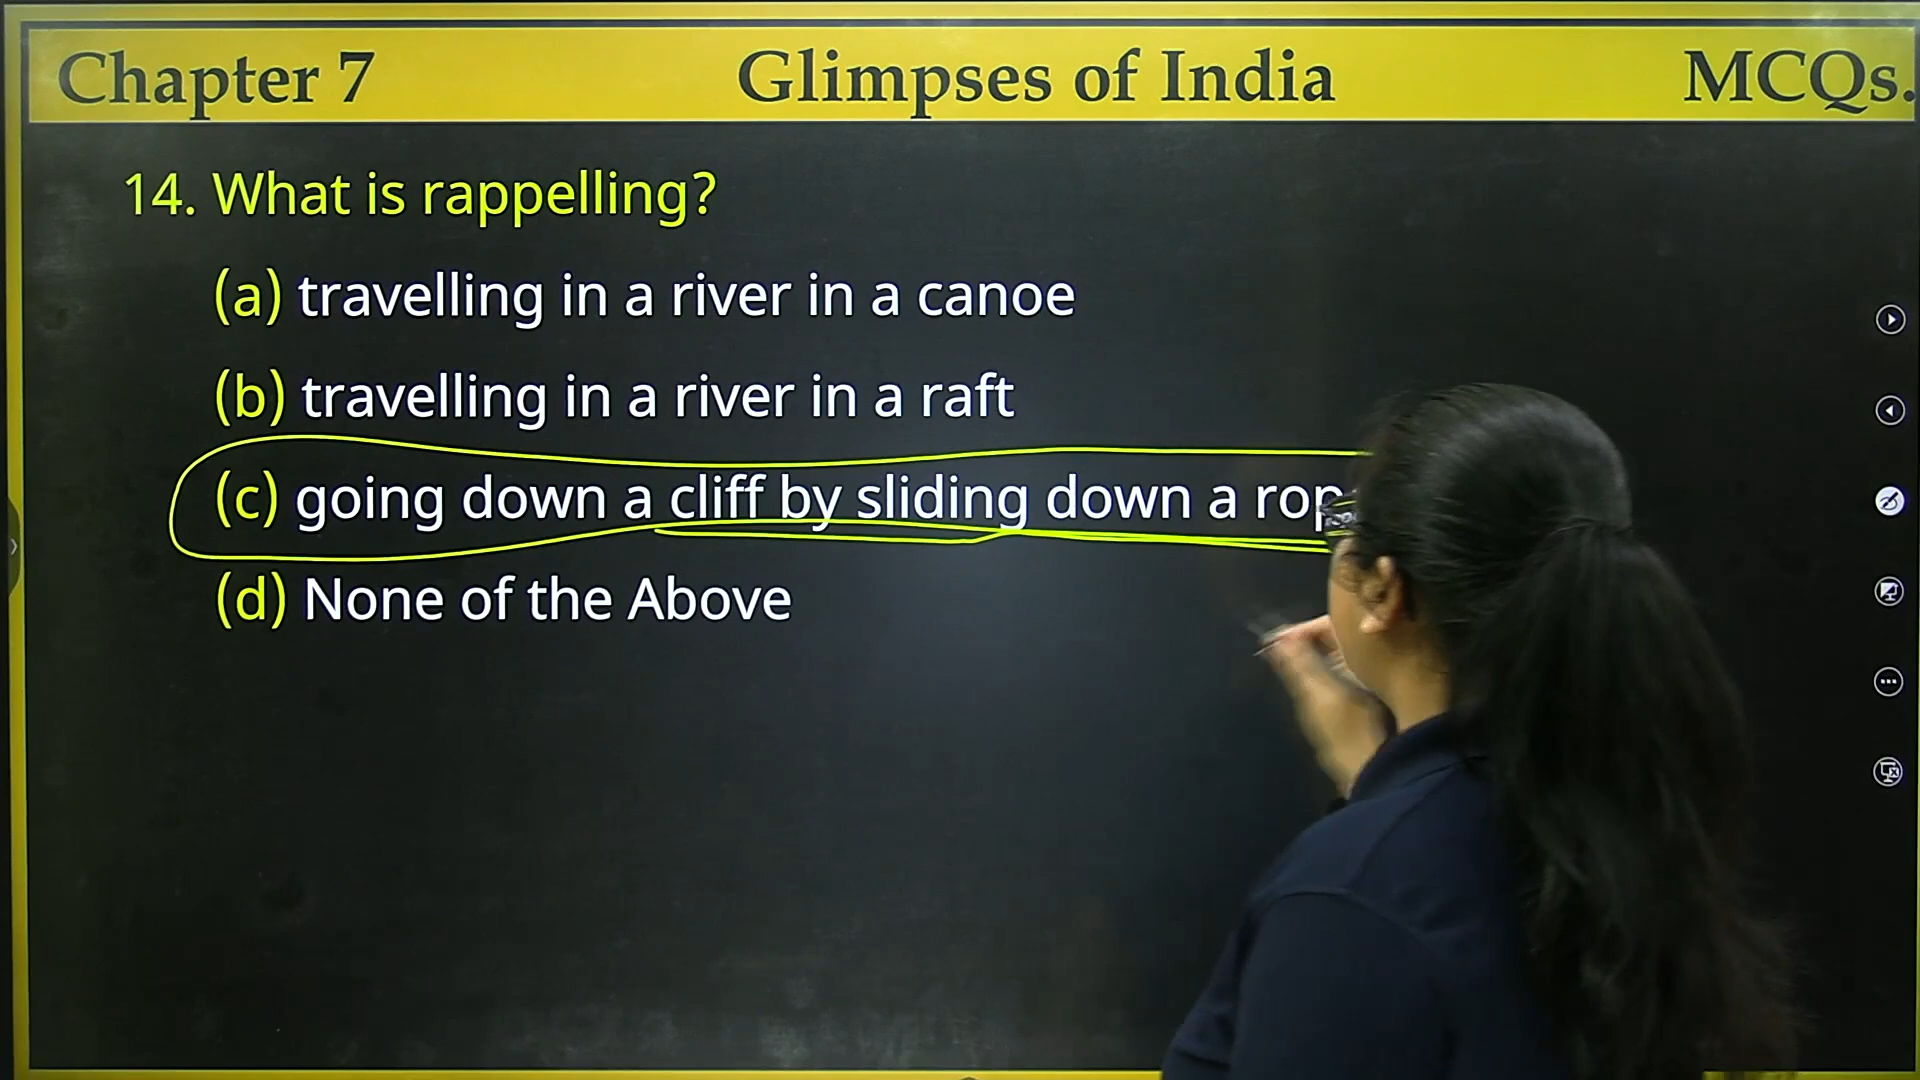 Chapter 7 Glimpses of India MCQs.
14. What is rappelling?
(a) travelling in a river in a canoe
(b) travelling in a river in a raft
(c) going down a cliff by sliding down a
(d) None of the Above